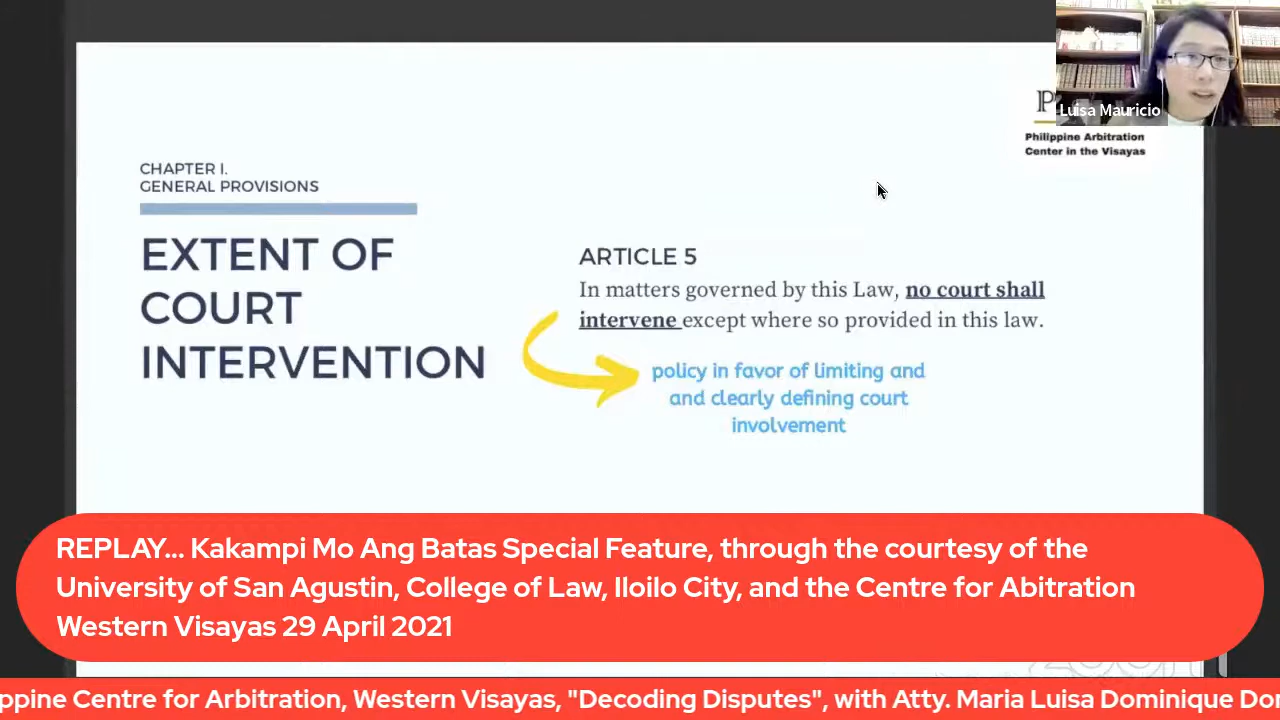 Luisa Mauricio
Philippine Arbitration
Center in the Visayas
CHAPTER I.
GENERAL PROVISIONS
EXTENT OF
COURT
INTERVENTION
ARTICLE 5
In matters governed by this Law, no court shall
intervene except where so provided in this law.
policy in favor of limiting and
and clearly defining court
involvement
REPLAY... Kakampi Mo Ang Batas Special Feature, through the courtesy of the
University of San Agustin, College of Law, Iloilo City, and the Centre for Abitration
Western Visayas 29 April 2021
ppine Centre for Arbitration, Western Visayas, "Decoding Disputes", with Atty. Maria Luisa Dominique Dor